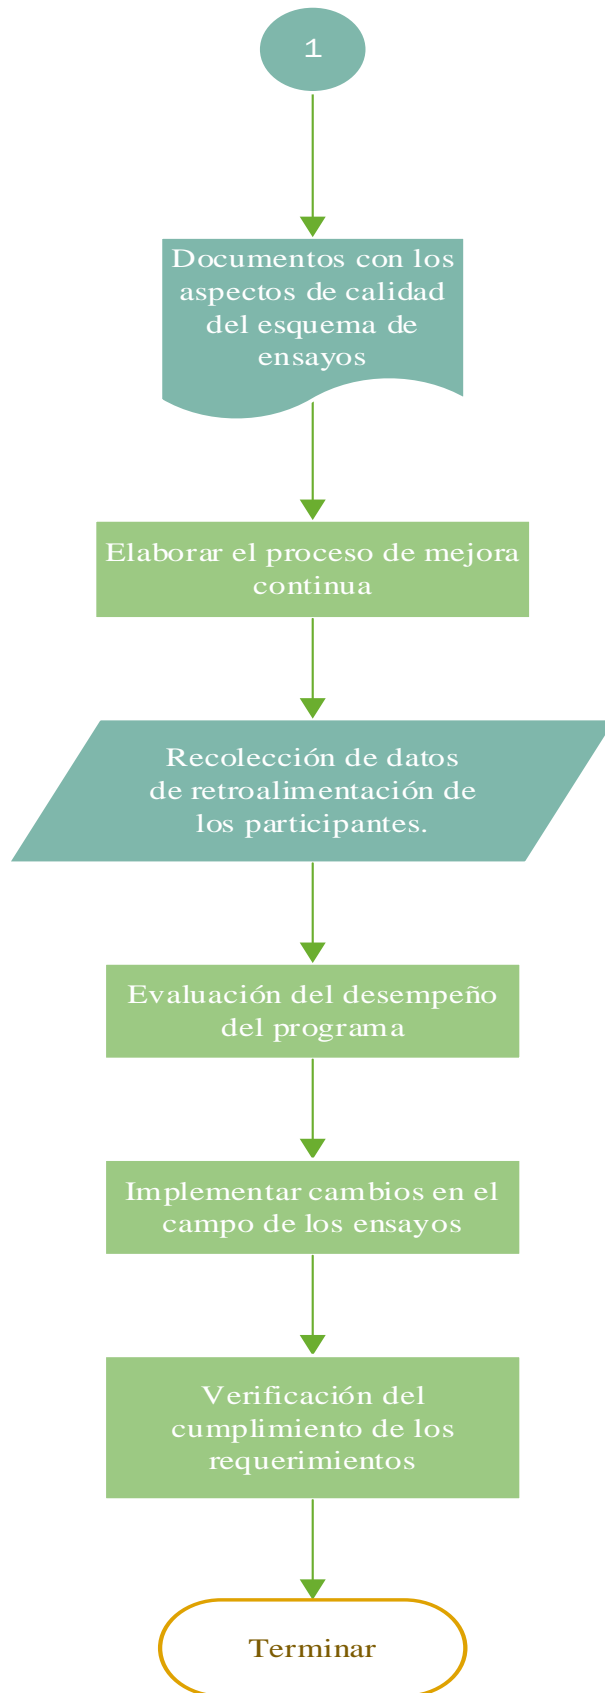 1
Documentos con los
aspectos de calidad
del esquema de
ensayos
Elaborar el proceso de mejora
continua
Recolección de datos
de retroalimentación de
los participantes.
Evaluación del desempeño
del programa
Implementar cambios en el
campo de los ensayos
Verificación del
cumplimiento de los
requerimientos
Terminar